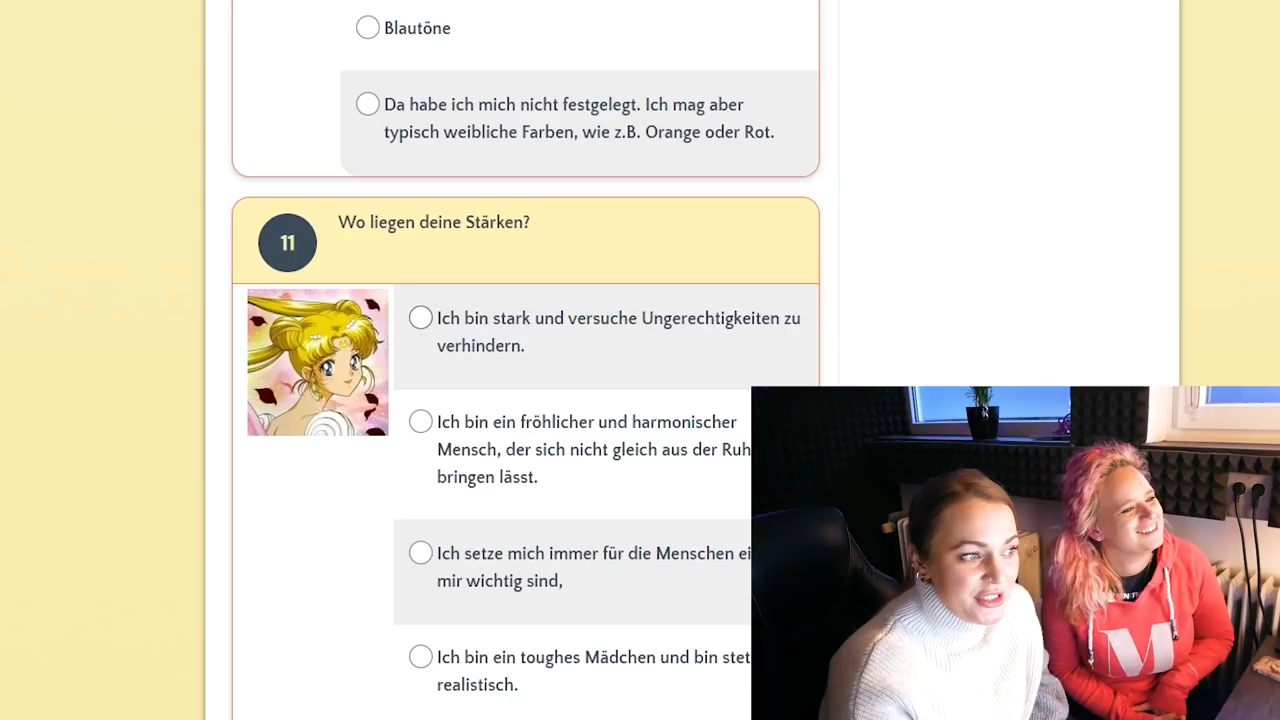 Blautöne
Da habe ich mich nicht festgelegt. Ich mag aber
typisch weibliche Farben, wie z.B. Orange oder Rot.
11
Wo liegen deine Stärken?
Ich bin stark und versuche Ungerechtigkeiten zu
verhindern.
Ich bin ein fröhlicher und harmonischer
Mensch, der sich nicht gleich aus der Ruh
bringen lässt.
Ich setze mich immer für die Menschen ei
mir wichtig sind,
Ich bin ein toughes Mädchen und bin stet
realistisch.
M